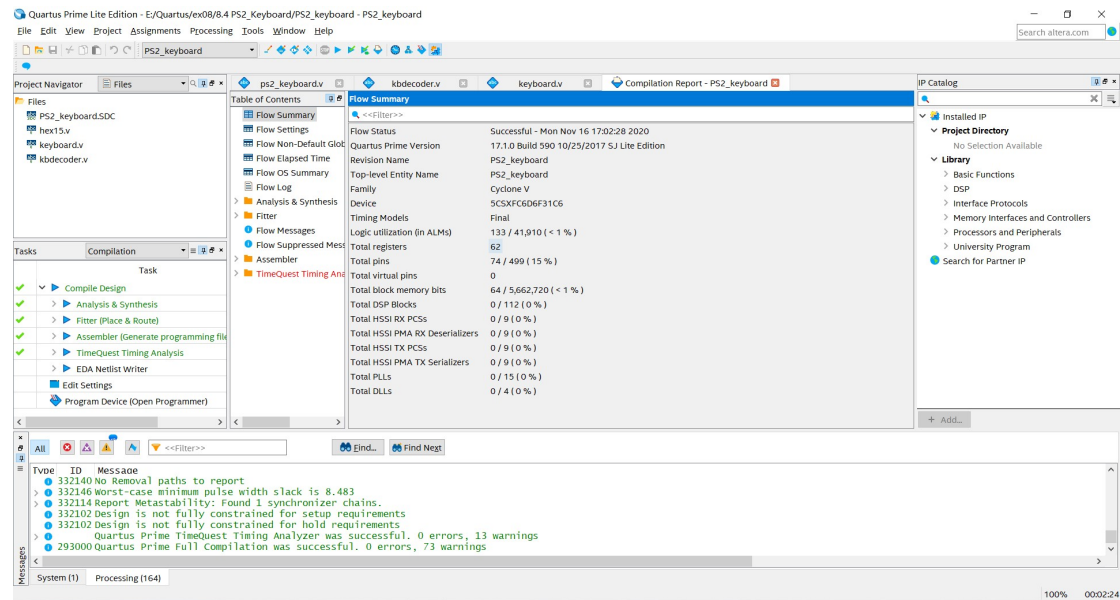 Quartus Prime Lite Edition - E:/Quartus/ex08/8.4 PS2_Keyboard/PS2_keyboard - PS2_keyboard
File Edit View Project Assignments Processing Tools Window Help
Search altera.com
PS2_keyboard
Project Navigator
Files
Files
PS2_keyboard.SDC
hex15.v
keyboard.v
kbdecoder.v
Tasks
Compilation
Task
Compile Design
Analysis & Synthesis
Fitter (Place & Route)
Assembler (Generate programming file
TimeQuest Timing Analysis
EDA Netlist Writer
Edit Settings
Program Device (Open Programmer)
ps2_keyboard.v
kbdecoder.v
keyboard.v
Compilation Report - PS2_keyboard
Table of Contents
Flow Summary
Flow Settings
Flow Non-Default Glob
Flow Elapsed Time
Flow OS Summary
Flow Log
Analysis & Synthesis
Fitter
Flow Messages
Flow Suppressed Mess
Assembler
TimeQuest Timing Ana
Flow Summary
<<Filter>>
Flow Status Successful - Mon Nov 16 17:02:28 2020
Quartus Prime Version 17.1.0 Build 590 10/25/2017 SJ Lite Edition
Revision Name PS2_keyboard
Top-level Entity Name PS2_keyboard
Family Cyclone V
Device 5CSXFC6D6F31C6
Timing Models Final
Logic utilization (in ALMs) 133 / 41,910 ( < 1 % )
Total registers 62
Total pins 74 / 499 ( 15 % )
Total virtual pins 0
Total block memory bits 64 / 5,662,720 ( < 1 % )
Total DSP Blocks 0 / 112 ( 0 % )
Total HSSI RX PCSs 0 / 9 ( 0 % )
Total HSSI PMA RX Deserializers 0 / 9 ( 0 % )
Total HSSI TX PCSs 0 / 9 ( 0 % )
Total HSSI PMA TX Serializers 0 / 9 ( 0 % )
Total PLLs 0 / 15 ( 0 % )
Total DLLs 0 / 4 ( 0 % )
IP Catalog
Installed IP
Project Directory
No Selection Available
Library
Basic Functions
DSP
Interface Protocols
Memory Interfaces and Controllers
Processors and Peripherals
University Program
Search for Partner IP
+ Add...
All
<<Filter>>
Find...
Find Next
Type ID Message
332140 No Removal paths to report
332146 Worst-case minimum pulse width slack is 8.483
332114 Report Metastability: Found 1 synchronizer chains.
332102 Design is not fully constrained for setup requirements
332102 Design is not fully constrained for hold requirements
Quartus Prime TimeQuest Timing Analyzer was successful. 0 errors, 13 warnings
293000 Quartus Prime Full Compilation was successful. 0 errors, 73 warnings
Messages
System (1)
Processing (164)
100% 00:02:24